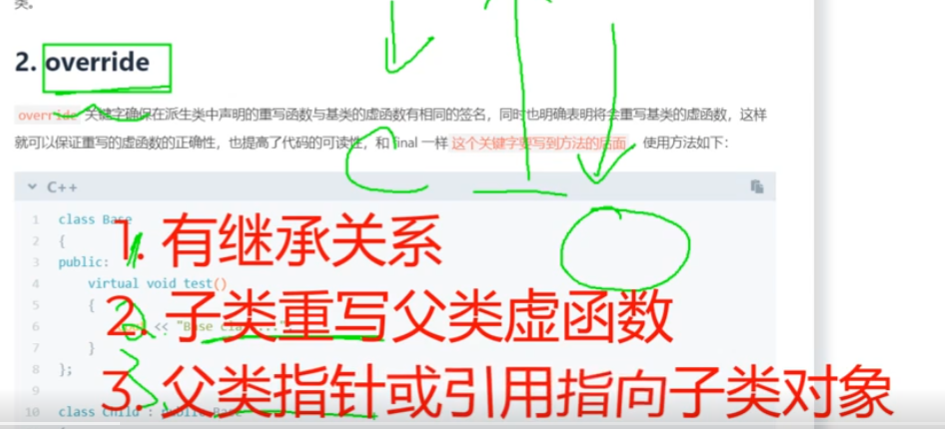 类。
2. override
override 关键字确保在派生类中声明的重写函数与基类的虚函数有相同的签名，同时也明确表明将会重写基类的虚函数，这样
就可以保证重写的虚函数的正确性，也提高了代码的可读性，和 final 一样 这个关键字要写到方法的后面，使用方法如下：
C++
1 class Base
2 {
3 public:
4 virtual void test()
5 {
6 << "Base class..."
7 }
8 };
9
10 class Child : public Base
1. 有继承关系
2. 子类重写父类虚函数
3. 父类指针或引用指向子类对象